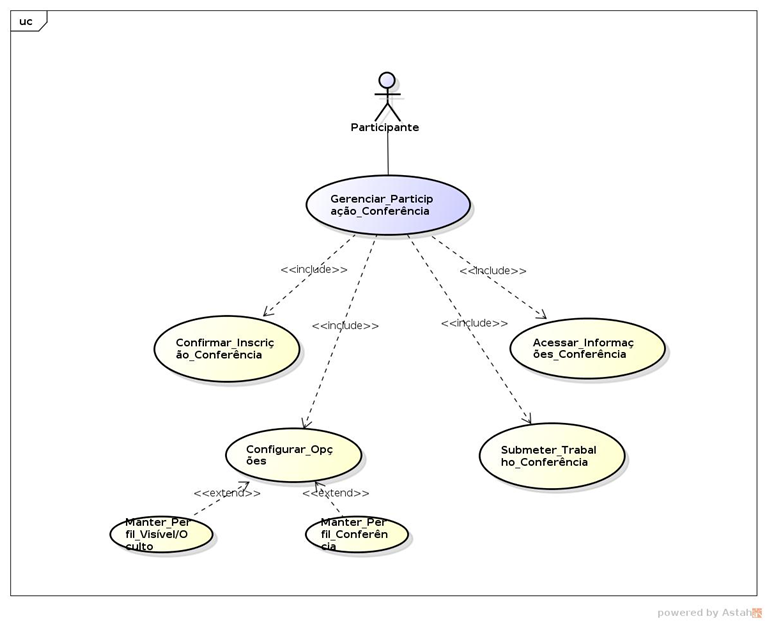 uc
Participante
Gerenciar_Particip
ação_Conferência
<<include>>
<<include>>
<<include>>
<<include>>
Confirmar_Inscriç
ão_Conferência
Acessar_Informaç
ões_Conferência
Configurar_Opç
ões
Submeter_Trabal
ho_Conferência
<<extend>>
<<extend>>
Manter_Per
fil_Visível/O
culto
Manter_Per
fil_Conferên
cia
powered by Astah